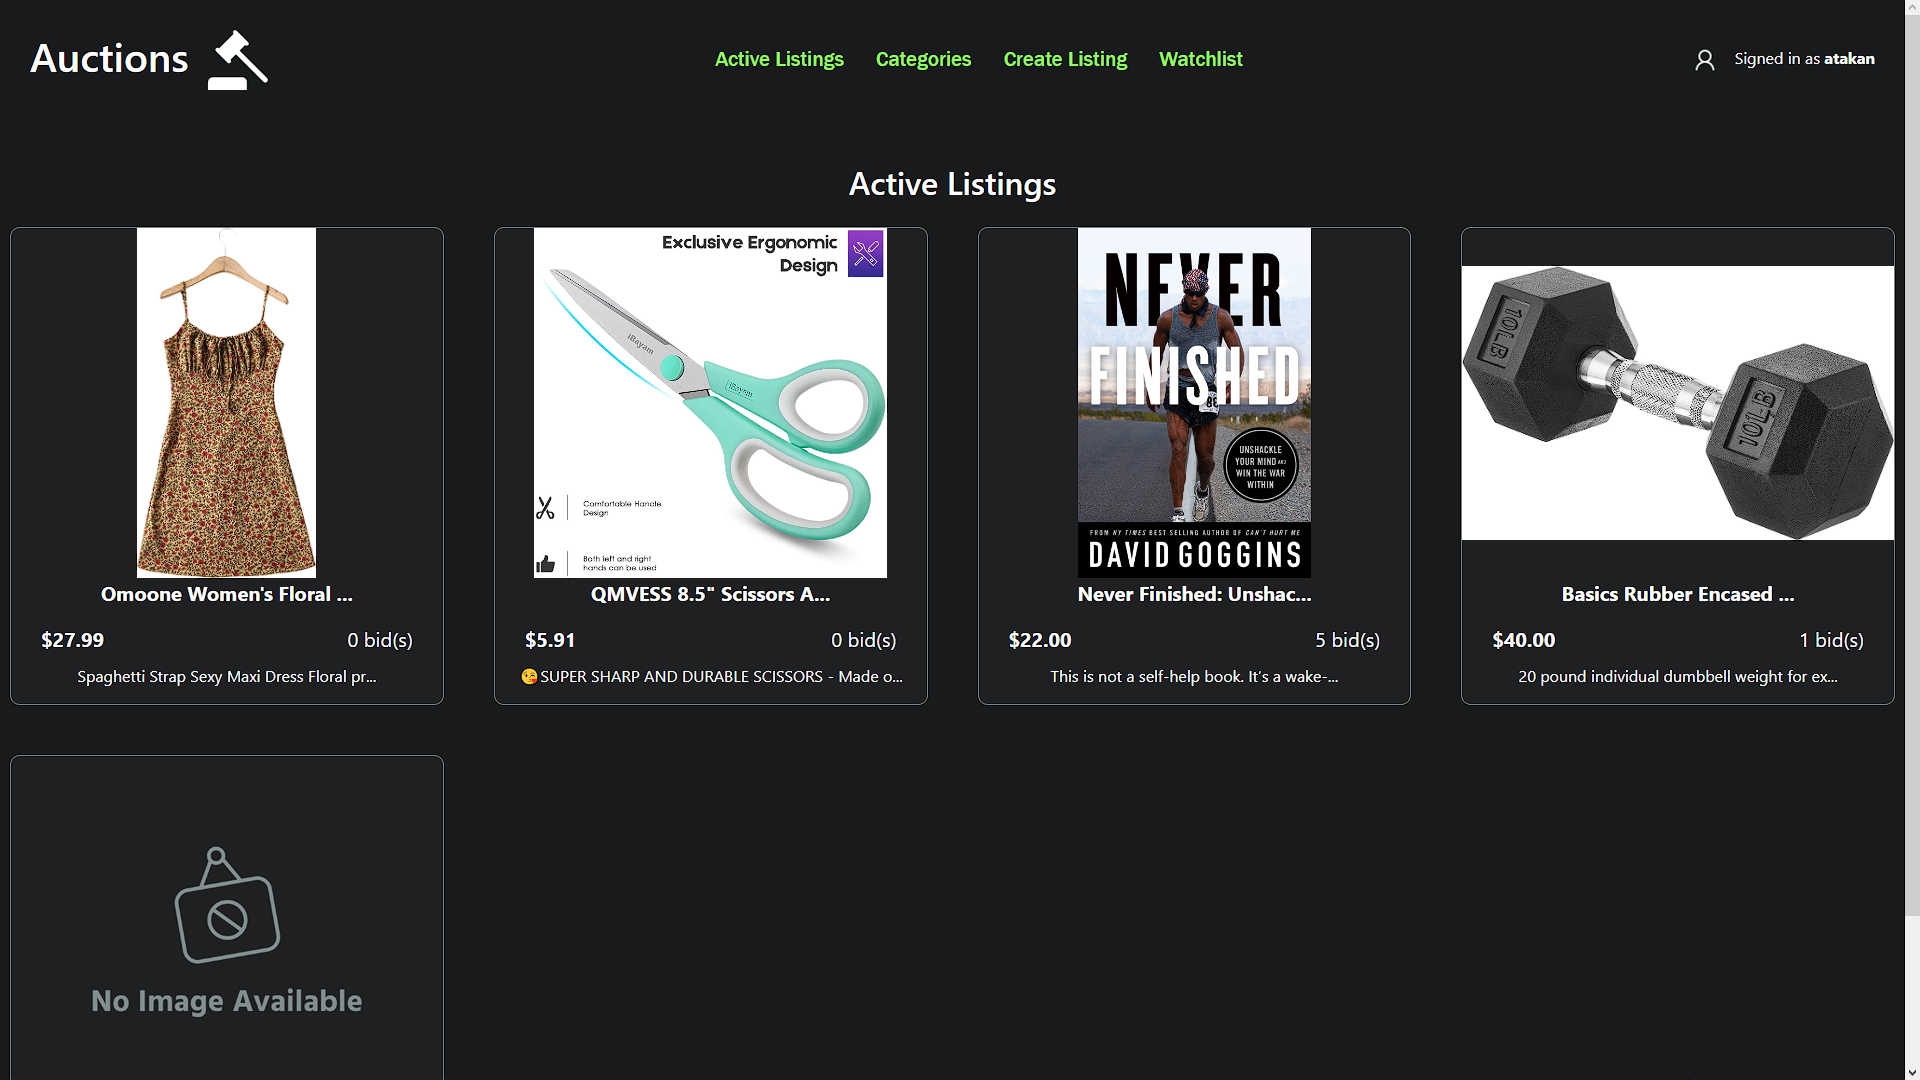 Auctions
Active Listings
Categories
Create Listing
Watchlist
Signed in as atakan
Active Listings
Omoone Women's Floral ...
$27.99
0 bid(s)
Spaghetti Strap Sexy Maxi Dress Floral pr...
Exclusive Ergonomic
Design
iBayam
iBayam
Comfortable Handle
Design
Both left and right
hands can be used
QMVESS 8.5" Scissors A...
$5.91
0 bid(s)
😘SUPER SHARP AND DURABLE SCISSORS - Made o...
NEVER
FINISHED
UNSHACKLE
YOUR MIND AND
WIN THE WAR
WITHIN
FROM NY TIMES BEST SELLING AUTHOR OF CAN'T HURT ME
DAVID GOGGINS
Never Finished: Unshac...
$22.00
5 bid(s)
This is not a self-help book. It’s a wake-...
10LB
10LB
Basics Rubber Encased ...
$40.00
1 bid(s)
20 pound individual dumbbell weight for ex...
No Image Available